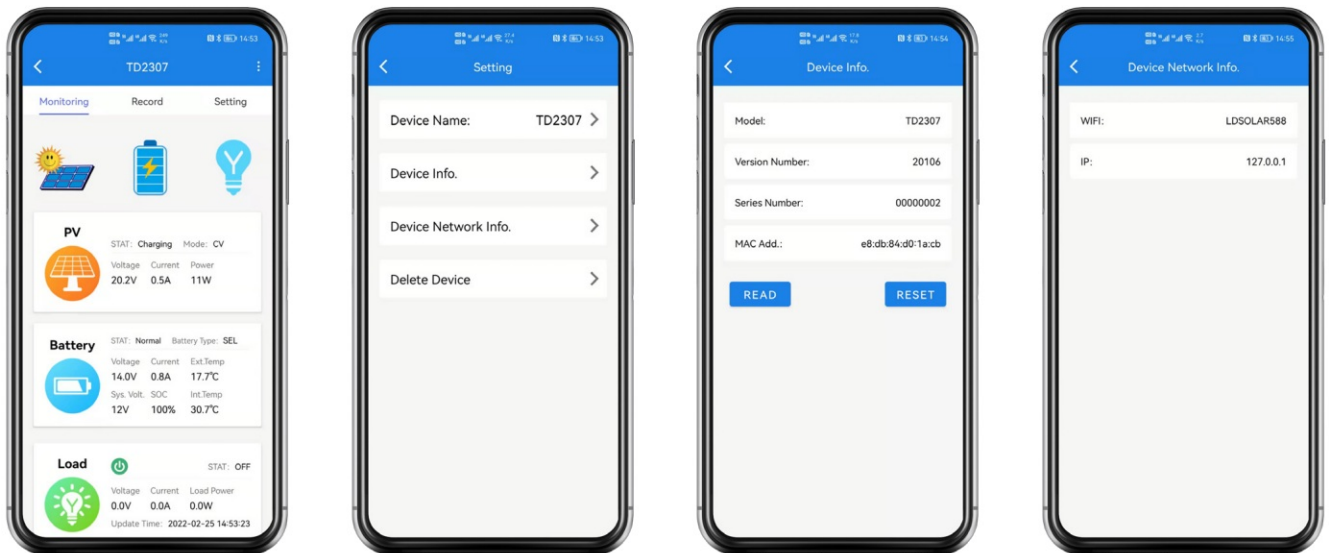 14:53
TD2307
Monitoring Record Setting
PV
STAT: Charging Mode: CV
Voltage Current Power
20.2V 0.5A 11W
Battery
STAT: Normal Battery Type: SEL
Voltage Current Ext.Temp
14.0V 0.8A 17.7℃
Sys. Volt. SOC Int.Temp
12V 100% 30.7℃
Load
STAT: OFF
Voltage Current Load Power
0.0V 0.0A 0.0W
Update Time: 2022-02-25 14:53:23
14:53
Setting
Device Name: TD2307
Device Info.
Device Network Info.
Delete Device
14:54
Device Info.
Model: TD2307
Version Number: 20106
Series Number: 00000002
MAC Add.: e8:db:84:d0:1a:cb
READ RESET
14:55
Device Network Info.
WIFI: LDSOLAR588
IP: 127.0.0.1